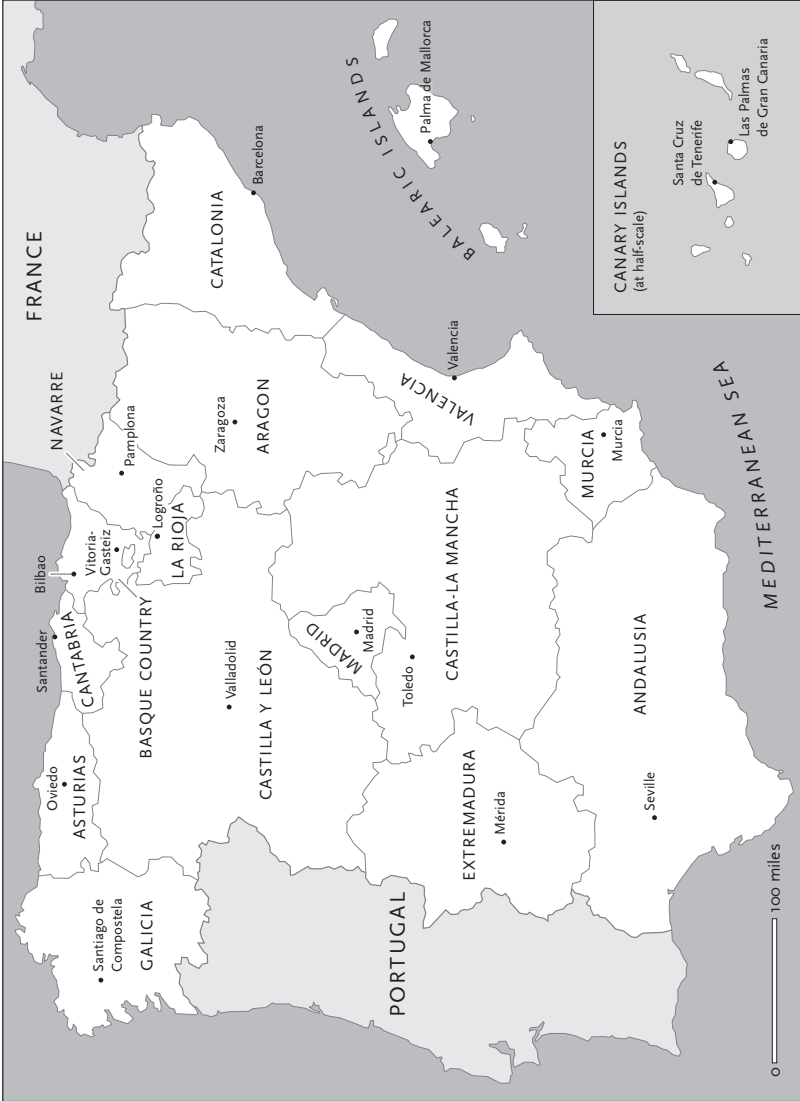 FRANCE
NAVARRE
Bilbao
Santander
Oviedo
ASTURIAS
CANTABRIA
Vitoria-
Gasteiz
Pamplona
Santiago de
Compostela
GALICIA
BASQUE COUNTRY
Logroño
LA RIOJA
Zaragoza
ARAGON
CATALONIA
Barcelona
Valladolid
CASTILLA Y LEÓN
MADRID
Madrid
BALEARIC ISLANDS
Palma de Mallorca
PORTUGAL
Toledo
CASTILLA-LA MANCHA
VALENCIA
Valencia
EXTREMADURA
Mérida
MURCIA
Murcia
ANDALUSIA
Seville
MEDITERRANEAN SEA
CANARY ISLANDS
(at half-scale)
Santa Cruz
de Tenerife
Las Palmas
de Gran Canaria
0
100 miles